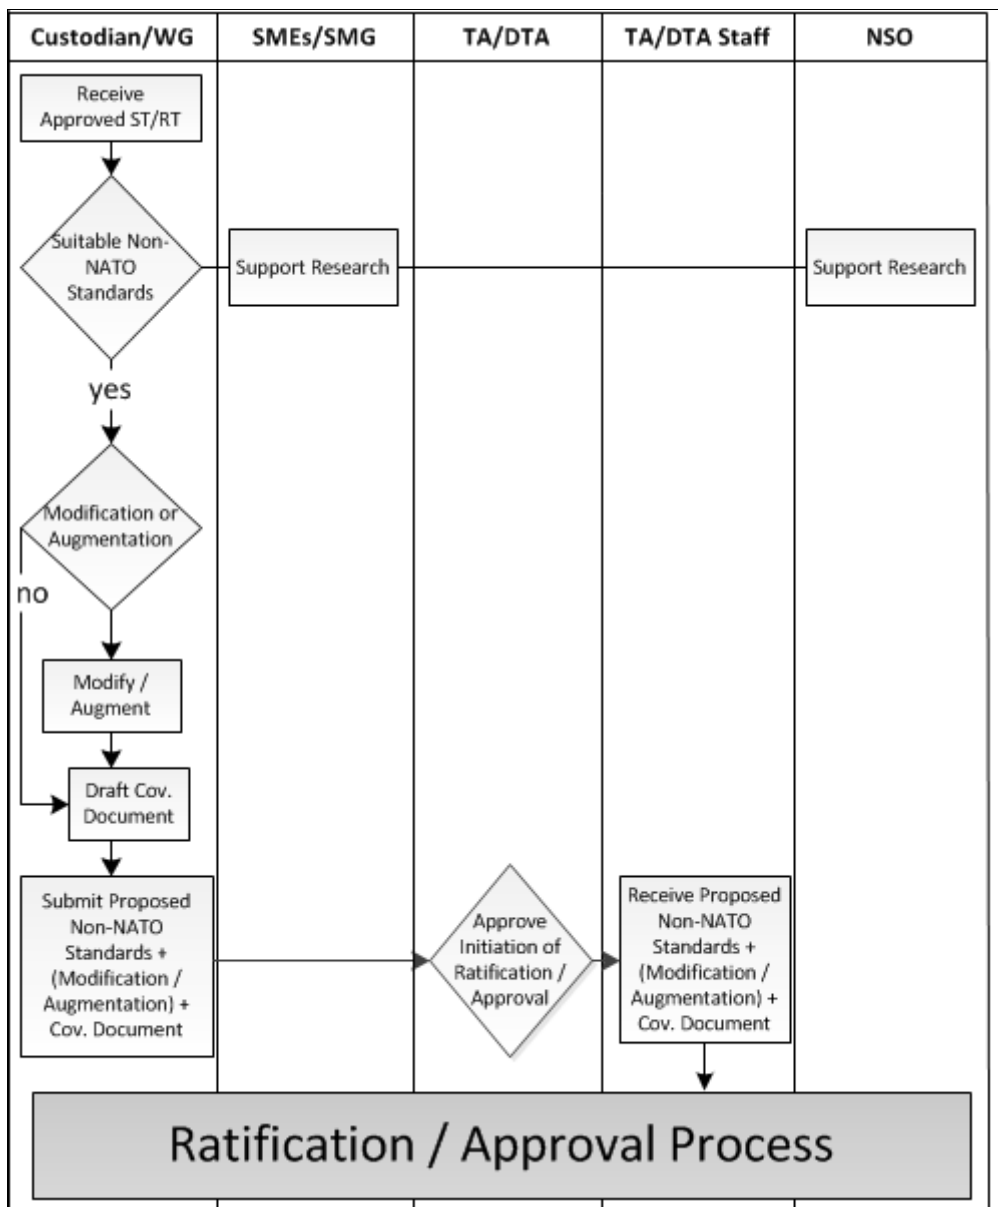 Custodian/WG
SMEs/SMG
TA/DTA
TA/DTA Staff
NSO
Receive
Approved ST/RT
Suitable Non-
NATO
Standards
Support Research
Support Research
yes
Modification or
Augmentation
no
Modify /
Augment
Draft Cov.
Document
Submit Proposed
Non-NATO
Standards +
(Modification /
Augmentation) +
Cov. Document
Approve
Initiation of
Ratification /
Approval
Receive Proposed
Non-NATO
Standards +
(Modification /
Augmentation) +
Cov. Document
Ratification / Approval Process